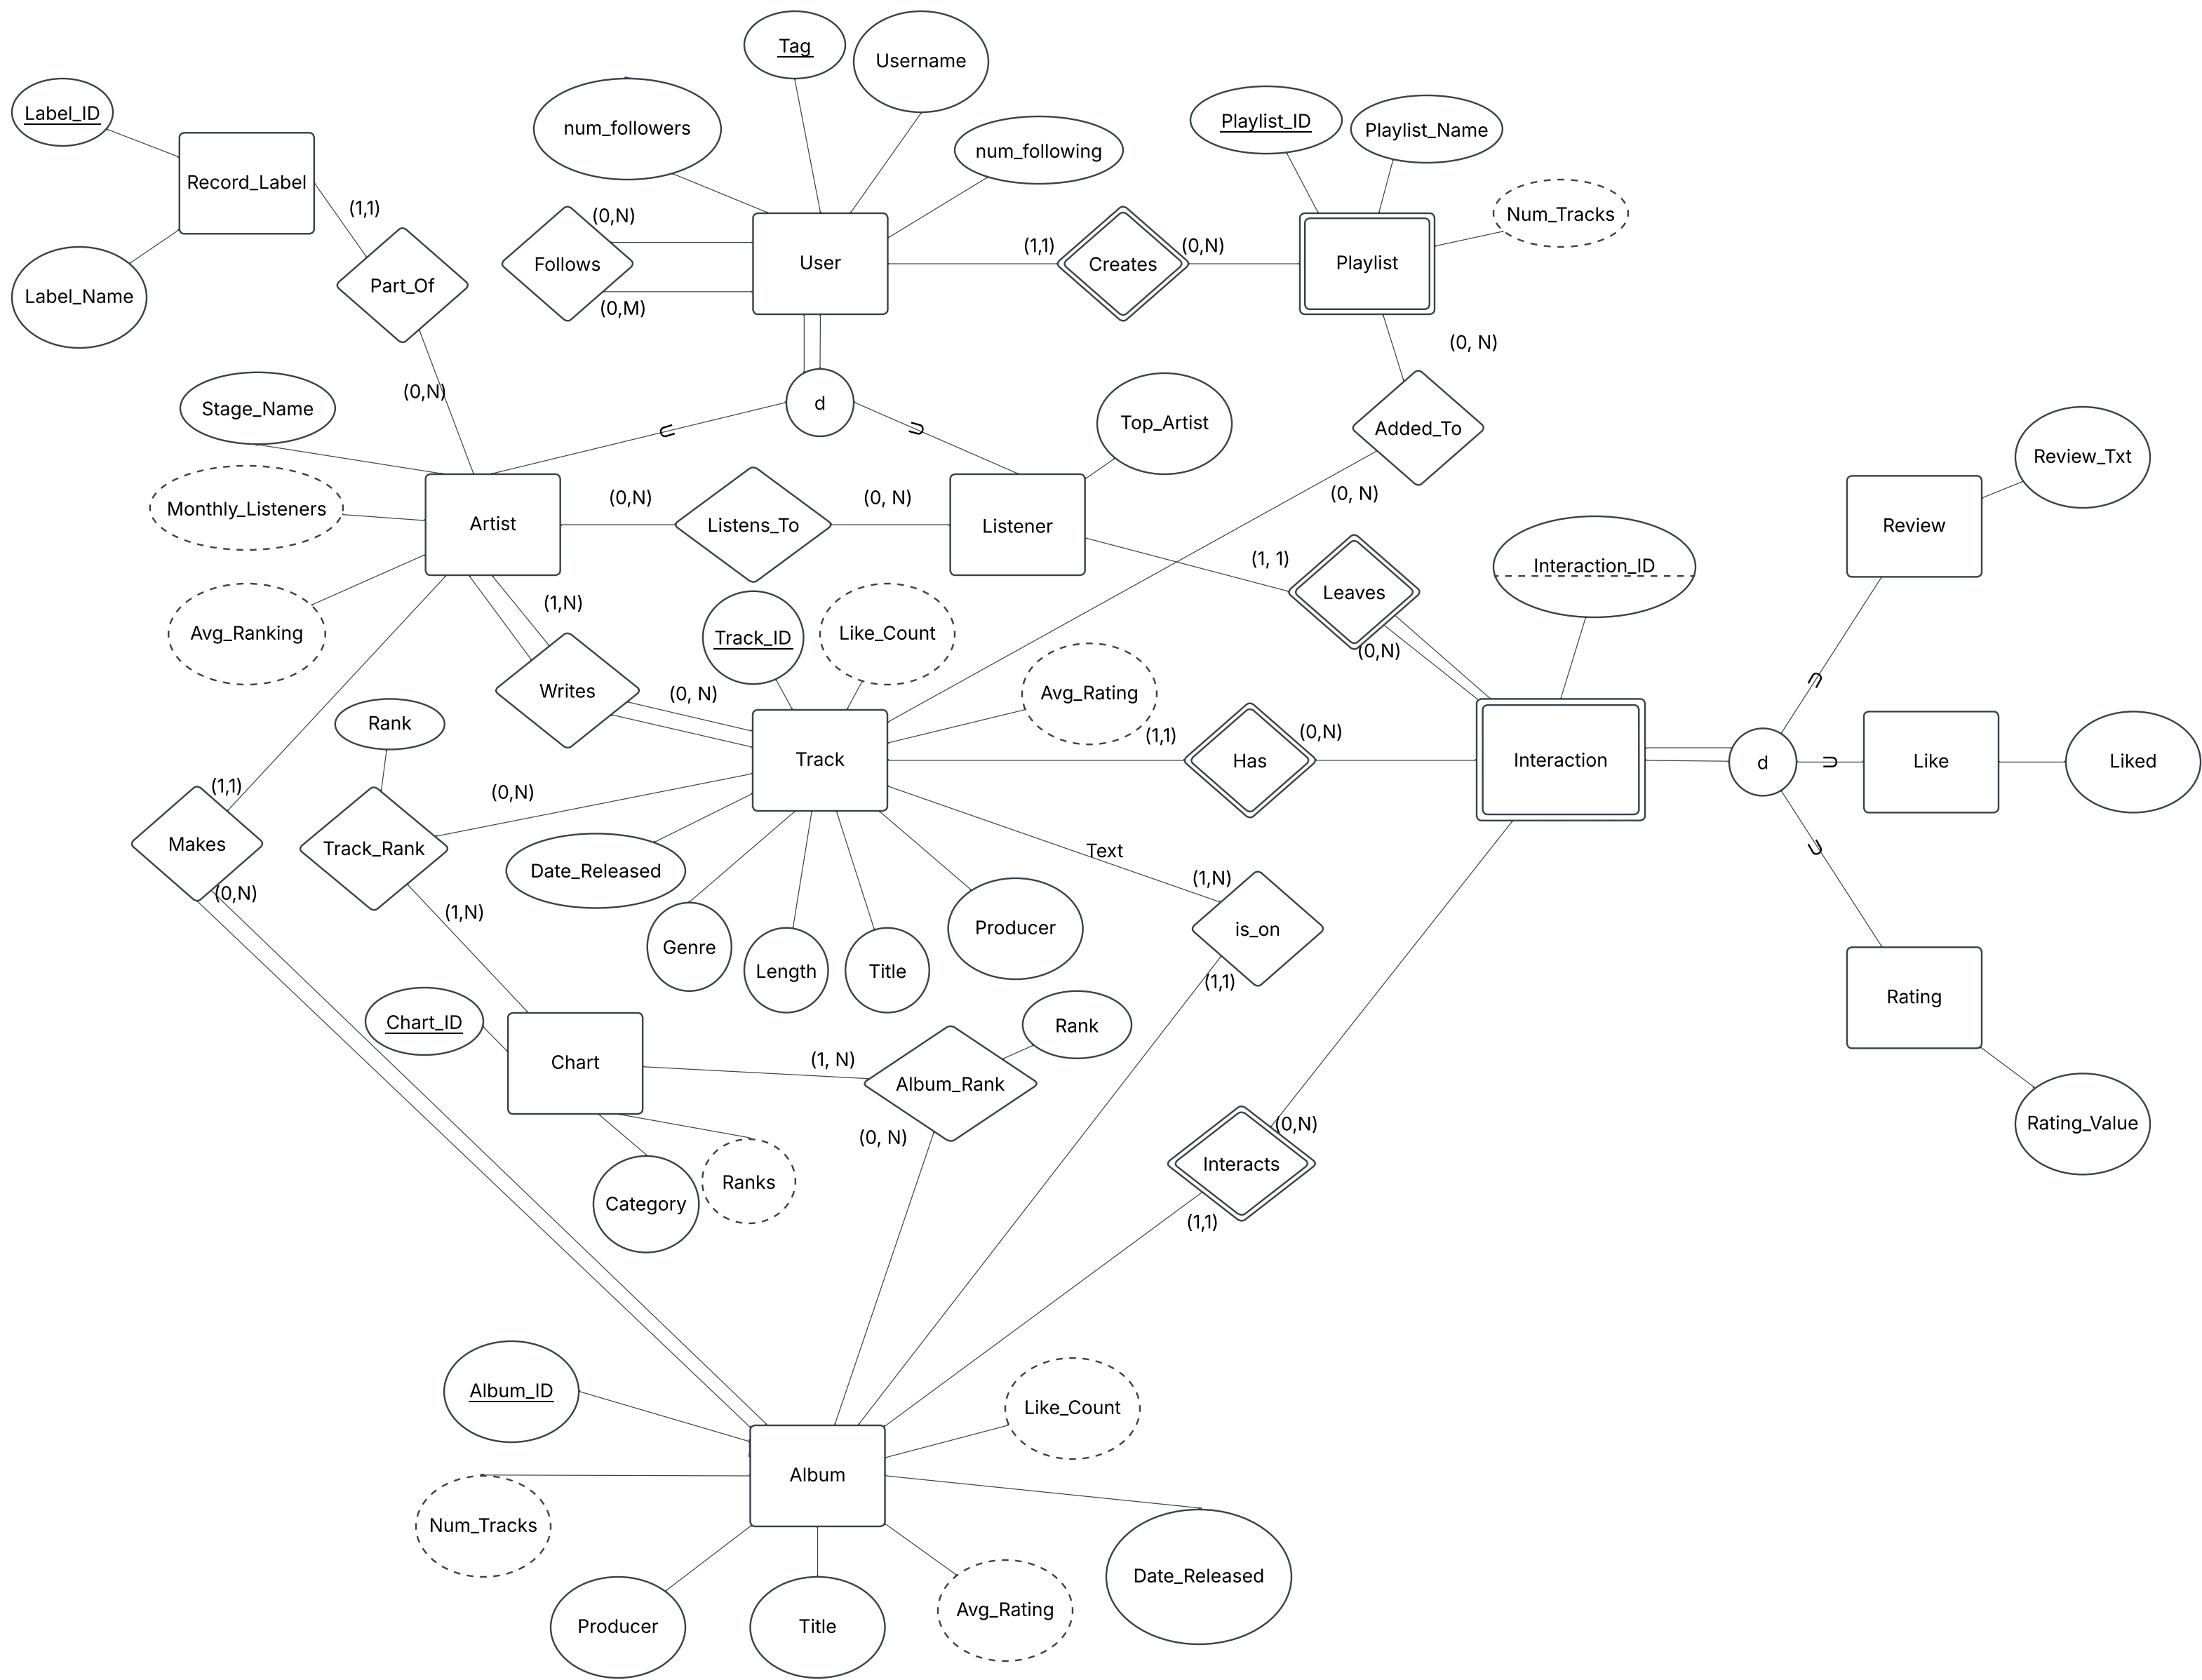 Tag
Username
Label_ID
num_followers
Playlist_ID
Playlist_Name
num_following
Record_Label
(1,1)
(0,N)
Num_Tracks
Follows
User
(1,1)
Creates
(0,N)
Playlist
Part_Of
Label_Name
(0,M)
(0, N)
(0,N)
Stage_Name
d
⊂
⊃
Top_Artist
Added_To
Review_Txt
Monthly_Listeners
Artist
(0,N)
Listens_To
(0, N)
Listener
(0, N)
Review
(1, 1)
Interaction_ID
Leaves
(0,N)
Avg_Ranking
(1,N)
Track_ID
Like_Count
Writes
(0, N)
Avg_Rating
⊃
Rank
(1,1)
Has
(0,N)
Track
Interaction
d
⊃
Like
Liked
(1,1)
(0,N)
Makes
Track_Rank
Text
⊃
Date_Released
(0,N)
(1,N)
(1,N)
Producer
is_on
Genre
Length
Title
(1,1)
Rating
Chart_ID
Rank
Chart
(1, N)
Album_Rank
(0, N)
(0,N)
Rating_Value
Interacts
Category
Ranks
(1,1)
Album_ID
Like_Count
Album
Num_Tracks
Date_Released
Producer
Title
Avg_Rating